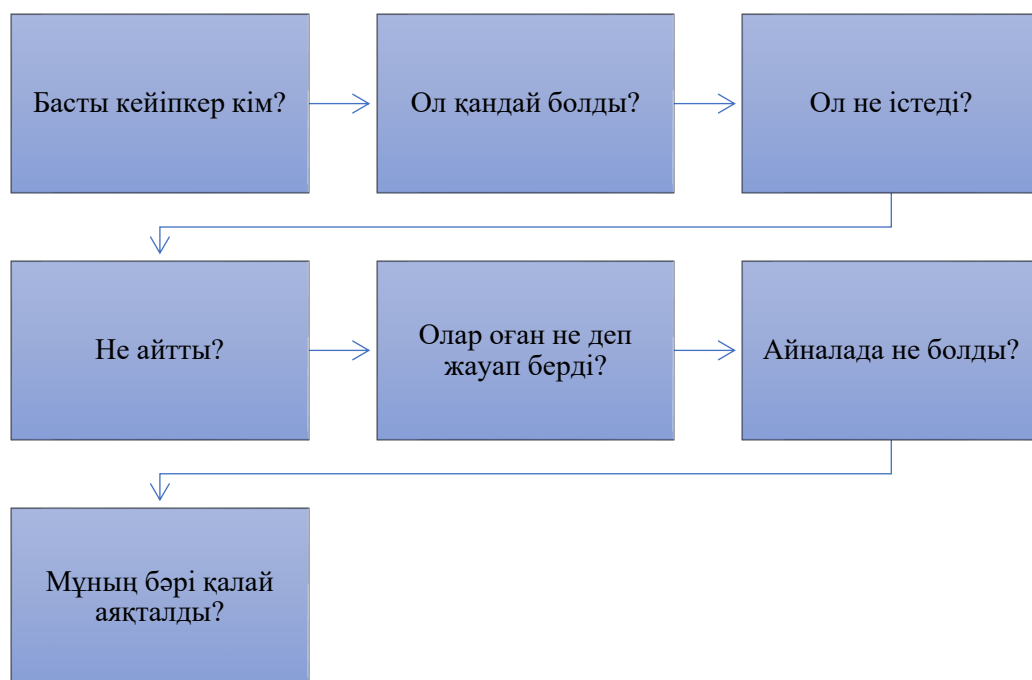 Басты кейіпкер кім?
Ол қандай болды?
Ол не істеді?
Не айтты?
Олар оған не деп
жауап берді?
Айналада не болды?
Мұның бәрі қалай
аяқталды?